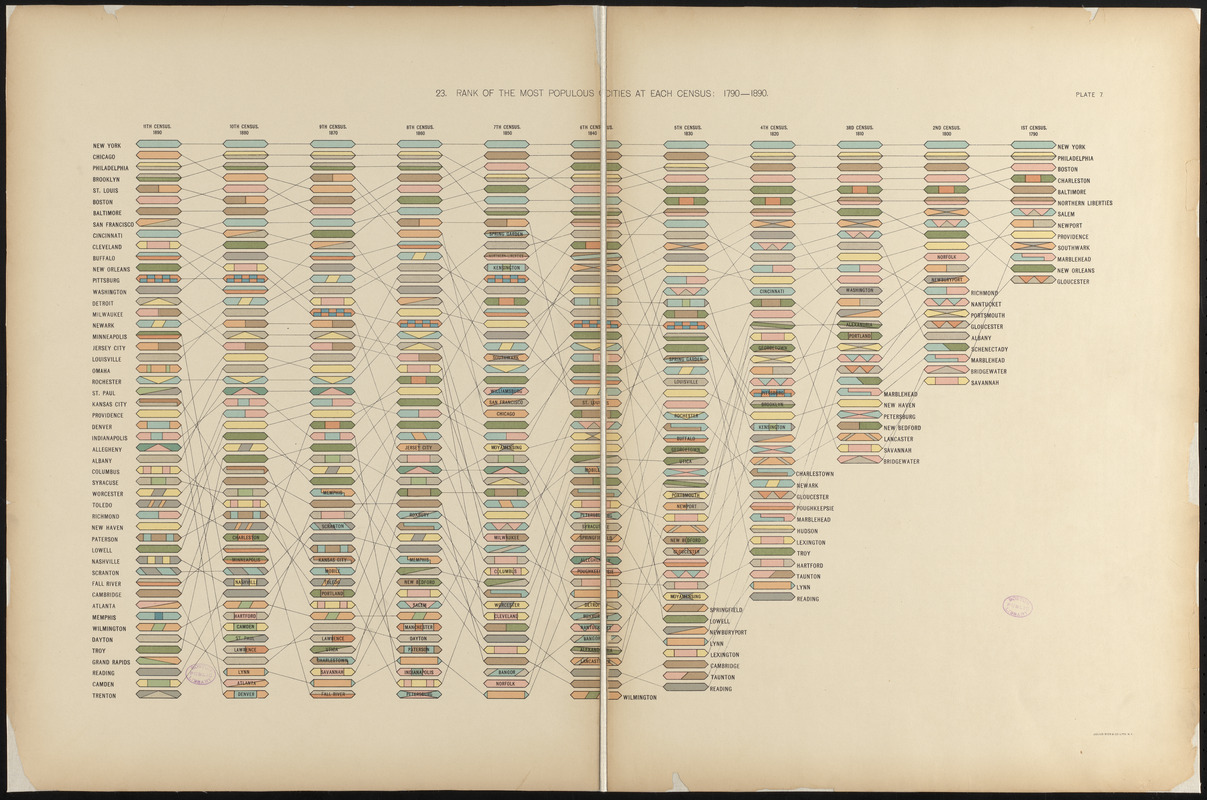 23. RANK OF THE MOST POPULOUS CITIES AT EACH CENSUS: 1790—1890.
PLATE 7.
11TH CENSUS.
1890
10TH CENSUS.
1880
9TH CENSUS.
1870
8TH CENSUS.
1860
7TH CENSUS.
1850
6TH CENSUS.
1840
5TH CENSUS.
1830
4TH CENSUS.
1820
3RD CENSUS.
1810
2ND CENSUS.
1800
1ST CENSUS.
1790
NEW YORK
CHICAGO
PHILADELPHIA
BROOKLYN
ST. LOUIS
BOSTON
BALTIMORE
SAN FRANCISCO
CINCINNATI
CLEVELAND
BUFFALO
NEW ORLEANS
PITTSBURG
WASHINGTON
DETROIT
MILWAUKEE
NEWARK
MINNEAPOLIS
JERSEY CITY
LOUISVILLE
OMAHA
ROCHESTER
ST. PAUL
KANSAS CITY
PROVIDENCE
DENVER
INDIANAPOLIS
ALLEGHENY
ALBANY
COLUMBUS
SYRACUSE
WORCESTER
TOLEDO
RICHMOND
NEW HAVEN
PATERSON
LOWELL
NASHVILLE
SCRANTON
FALL RIVER
CAMBRIDGE
ATLANTA
MEMPHIS
WILMINGTON
DAYTON
TROY
GRAND RAPIDS
READING
CAMDEN
TRENTON
CHARLESTON
MINNEAPOLIS
NASHVILLE
HARTFORD
CAMDEN
ST. PAUL
LAWRENCE
LYNN
ATLANTA
DENVER
MEMPHIS
SCRANTON
KANSAS CITY
MOBILE
TOLEDO
PORTLAND
LAWRENCE
UTICA
CHARLESTOWN
SAVANNAH
FALL RIVER
JERSEY CITY
ROXBURY
MEMPHIS
NEW BEDFORD
SALEM
MANCHESTER
DAYTON
PATERSON
INDIANAPOLIS
PETERSBURG
SPRING GARDEN
NORTHERN LIBERTIES
KENSINGTON
SOUTHWARK
WILLIAMSBURG
SAN FRANCISCO
CHICAGO
MOYAMENSING
MILWAUKEE
COLUMBUS
WORCESTER
CLEVELAND
BANGOR
NORFOLK
ST. LOUIS
MOBILE
PETERSBURG
SYRACUSE
SPRINGFIELD
ALLEGHENY
POUGHKEEPSIE
DETROIT
ROXBURY
NANTUCKET
BANGOR
ALEXANDRIA
LANCASTER
WILMINGTON
SPRING GARDEN
LOUISVILLE
ROCHESTER
BUFFALO
GEORGETOWN
UTICA
PORTSMOUTH
NEWPORT
NEW BEDFORD
GLOUCESTER
MOYAMENSING
SPRINGFIELD
LOWELL
NEWBURYPORT
LYNN
LEXINGTON
CAMBRIDGE
TAUNTON
READING
CINCINNATI
GEORGETOWN
PITTSBURG
BROOKLYN
KENSINGTON
CHARLESTOWN
NEWARK
GLOUCESTER
POUGHKEEPSIE
MARBLEHEAD
HUDSON
LEXINGTON
TROY
HARTFORD
TAUNTON
LYNN
READING
WASHINGTON
ALEXANDRIA
PORTLAND
MARBLEHEAD
NEW HAVEN
PETERSBURG
NEW BEDFORD
LANCASTER
SAVANNAH
BRIDGEWATER
NORFOLK
NEWBURYPORT
RICHMOND
NANTUCKET
PORTSMOUTH
GLOUCESTER
ALBANY
SCHENECTADY
MARBLEHEAD
BRIDGEWATER
SAVANNAH
NEW YORK
PHILADELPHIA
BOSTON
CHARLESTON
BALTIMORE
NORTHERN LIBERTIES
SALEM
NEWPORT
PROVIDENCE
SOUTHWARK
MARBLEHEAD
NEW ORLEANS
GLOUCESTER